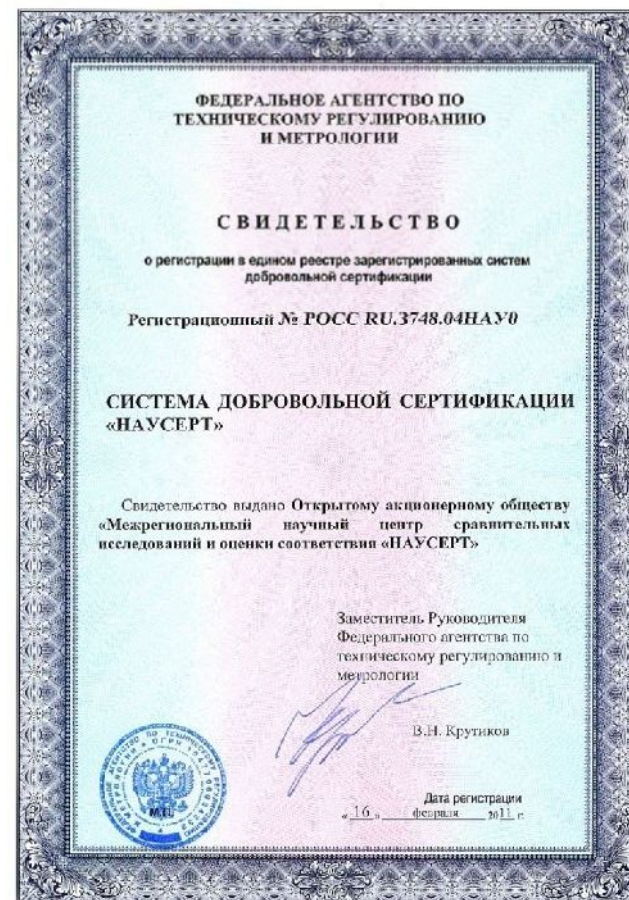 ФЕДЕРАЛЬНОЕ АГЕНТСТВО ПО
ТЕХНИЧЕСКОМУ РЕГУЛИРОВАНИЮ
И МЕТРОЛОГИИ
СВИДЕТЕЛЬСТВО
о регистрации в едином реестре зарегистрированных систем
добровольной сертификации
Регистрационный № РОСС RU.З748.04НАУ0
СИСТЕМА ДОБРОВОЛЬНОЙ СЕРТИФИКАЦИИ
«НАУСЕРТ»
Свидетельство выдано Открытому акционерному обществу
«Межрегиональный научный центр сравнительных
исследований и оценки соответствия «НАУСЕРТ»
Заместитель Руководителя
Федерального агентства по
техническому регулированию и
метрологии
В.Н. Крутиков
Дата регистрации
« 16 » февраля 2011 г.